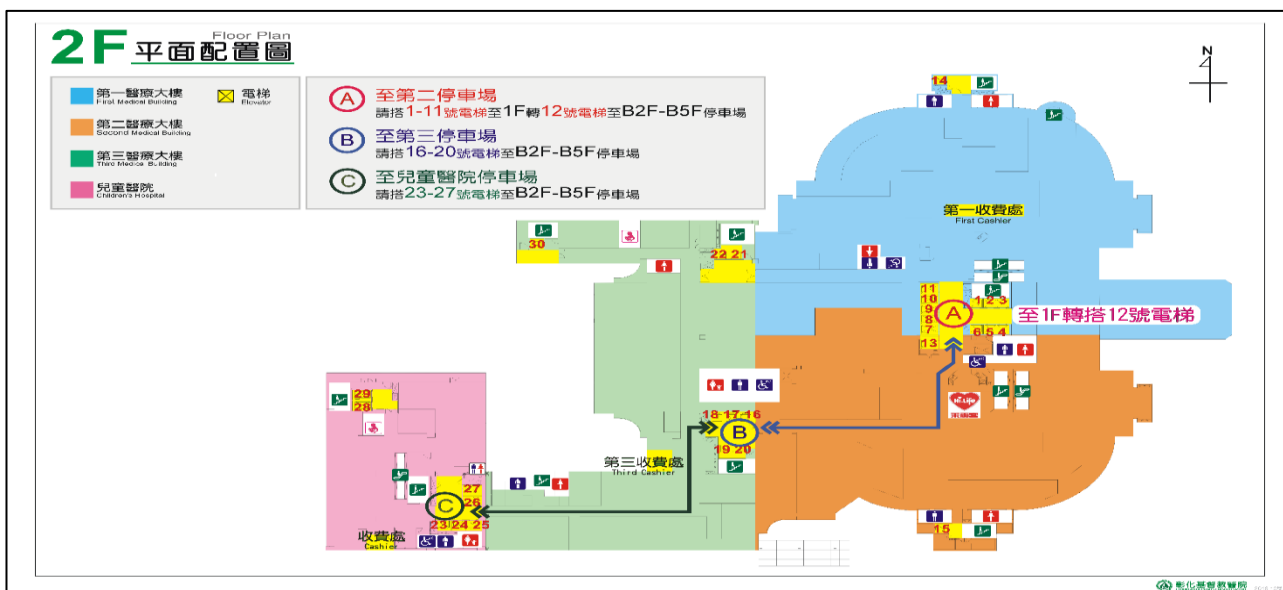 2F 平面配置圖
Floor Plan
第一醫療大樓
First Medical Building
電梯
Elevator
第二醫療大樓
Second Medical Building
第三醫療大樓
Third Medical Building
兒童醫院
Children's Hospital
A 至第二停車場
請搭1-11號電梯至1F轉12號電梯至B2F-B5F停車場
B 至第三停車場
請搭16-20號電梯至B2F-B5F停車場
C 至兒童醫院停車場
請搭23-27號電梯至B2F-B5F停車場
N
14
第一收費處
First Cashier
30
22 21
11
10
9
8
7
13
A
1 2 3
6 5 4
至1F轉搭12號電梯
Hi-Life
29
28
18 17 16
B
19 20
第三收費處
Third Cashier
27
26
C
23 24 25
收費處
Cashier
15
彰化基督教醫院